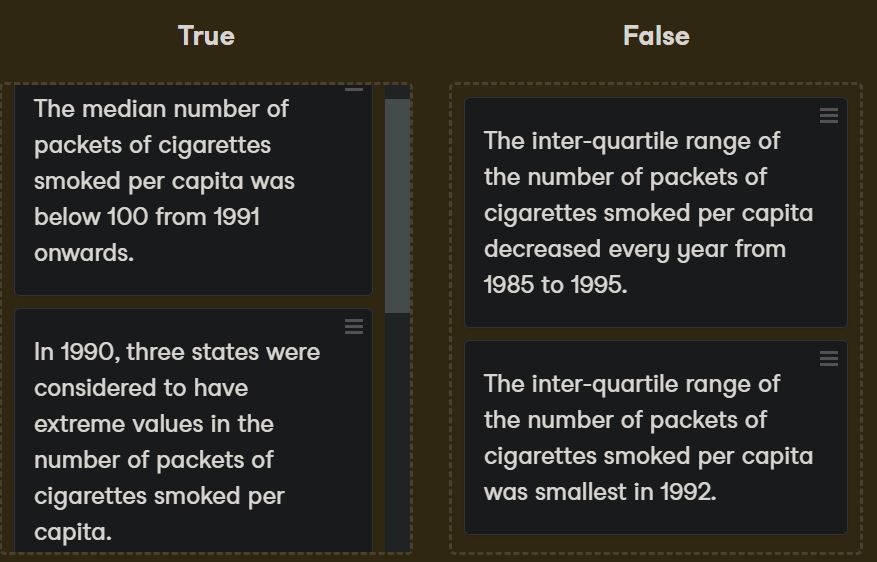 True
The median number of
packets of cigarettes
smoked per capita was
below 100 from 1991
onwards.
In 1990, three states were
considered to have
extreme values in the
number of packets of
cigarettes smoked per
capita.
False
The inter-quartile range of
the number of packets of
cigarettes smoked per capita
decreased every year from
1985 to 1995.
The inter-quartile range of
the number of packets of
cigarettes smoked per capita
was smallest in 1992.